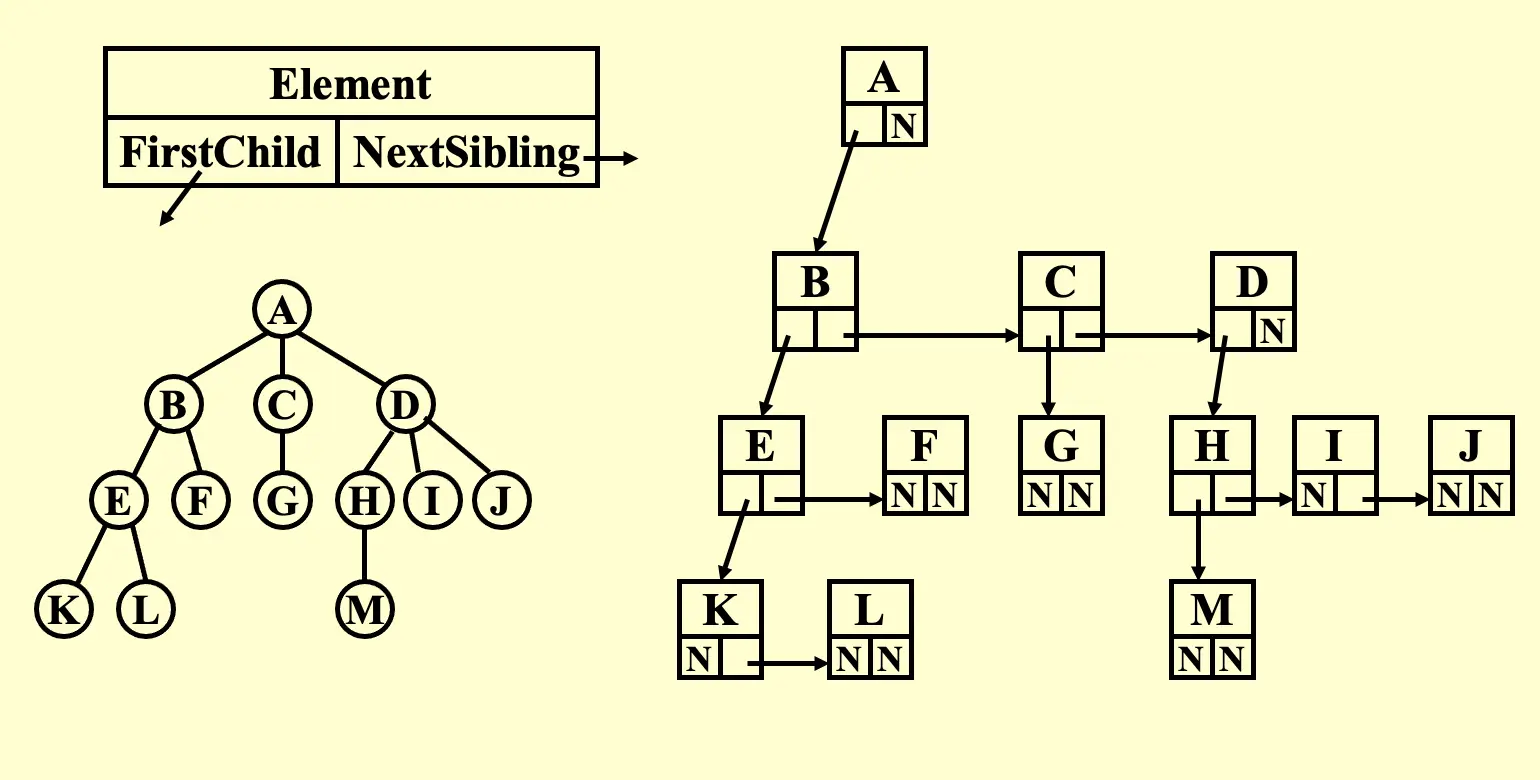 Element
FirstChild NextSibling
A
B C D
E F G H I J
K L M
A
N
B C D
N
E F G H I J
N N N N N N N
K L M
N N N N N